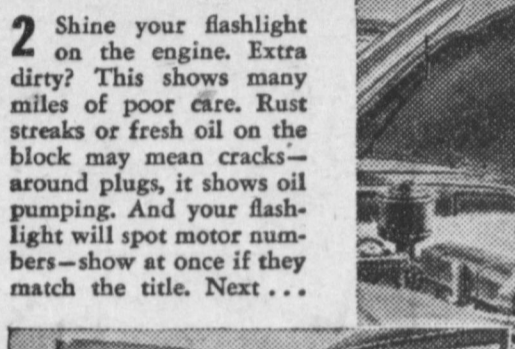 2 Shine your flashlight
on the engine. Extra
dirty? This shows many
miles of poor care. Rust
streaks or fresh oil on the
block may mean cracks—
around plugs, it shows oil
pumping. And your flash-
light will spot motor num-
bers—show at once if they
match the title. Next . . .